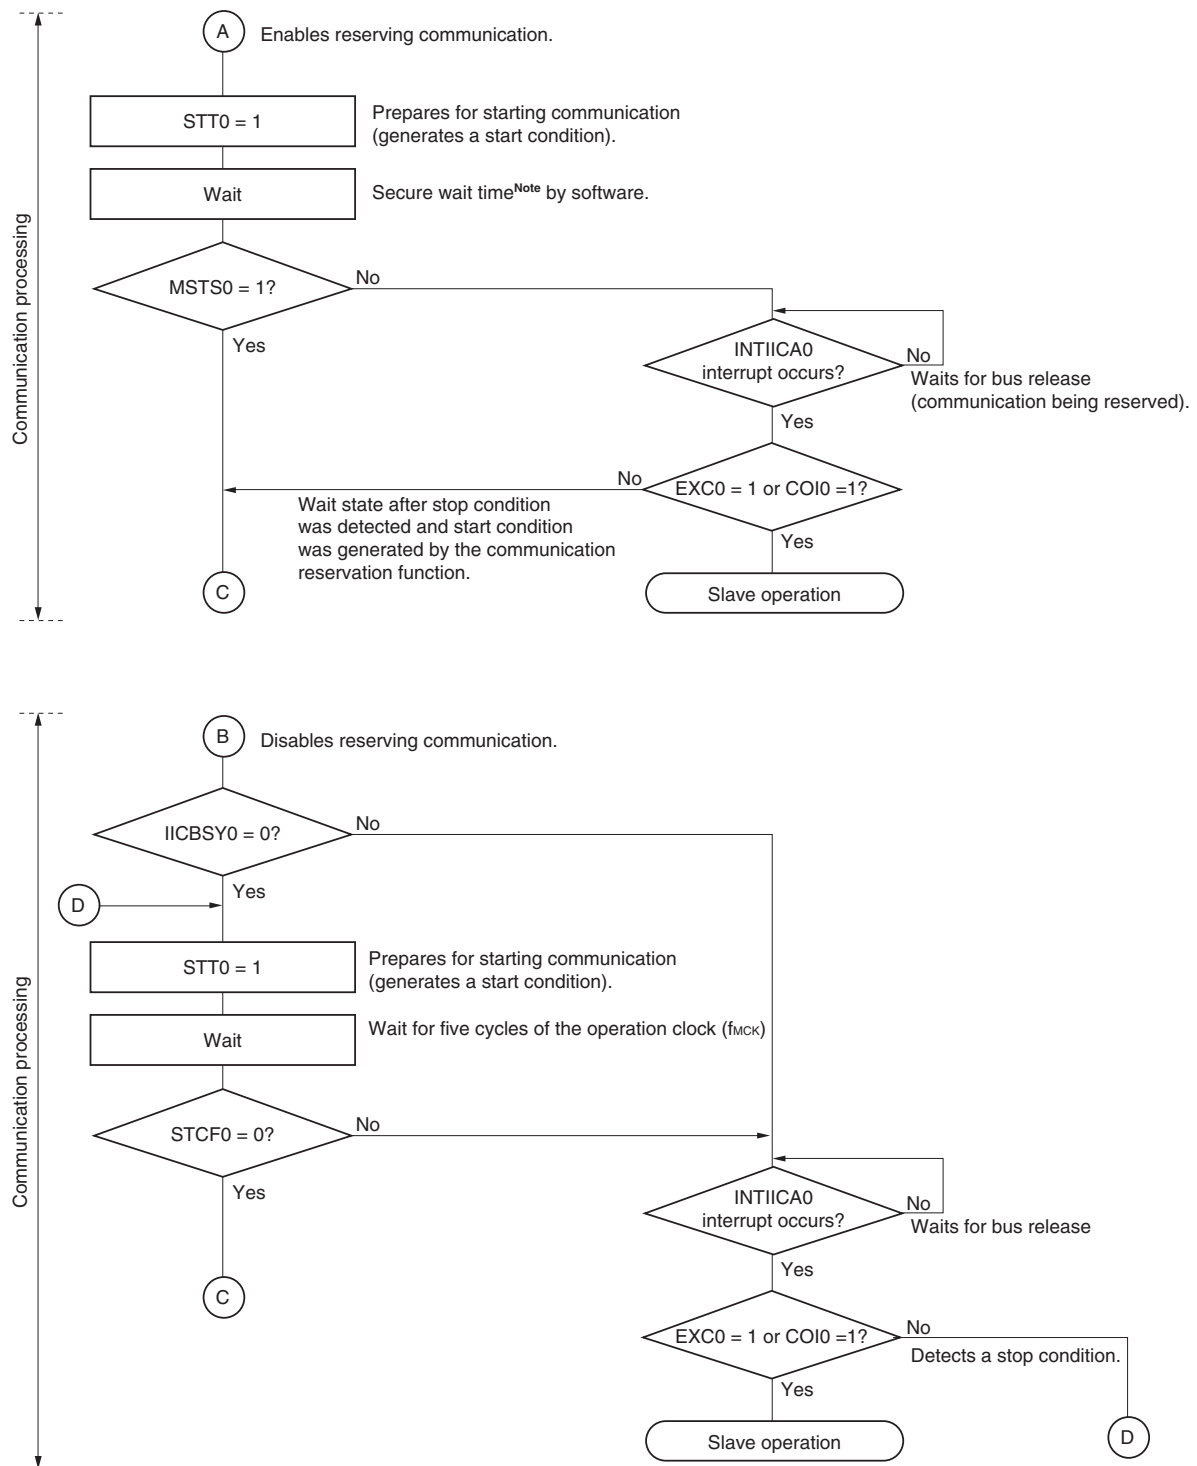 A
Enables reserving communication.
STT0 = 1
Prepares for starting communication
(generates a start condition).
Wait
Secure wait timeNote by software.
MSTS0 = 1?
No
Yes
INTIICA0
interrupt occurs?
No
Waits for bus release
(communication being reserved).
Yes
EXC0 = 1 or COI0 =1?
No
Wait state after stop condition
was detected and start condition
was generated by the communication
reservation function.
Yes
C
Slave operation
Communication processing
B
Disables reserving communication.
IICBSY0 = 0?
No
Yes
D
STT0 = 1
Prepares for starting communication
(generates a start condition).
Wait
Wait for five cycles of the operation clock (fMCK)
STCF0 = 0?
No
Yes
INTIICA0
interrupt occurs?
No
Waits for bus release
Yes
C
EXC0 = 1 or COI0 =1?
No
Detects a stop condition.
Yes
Slave operation
D
Communication processing